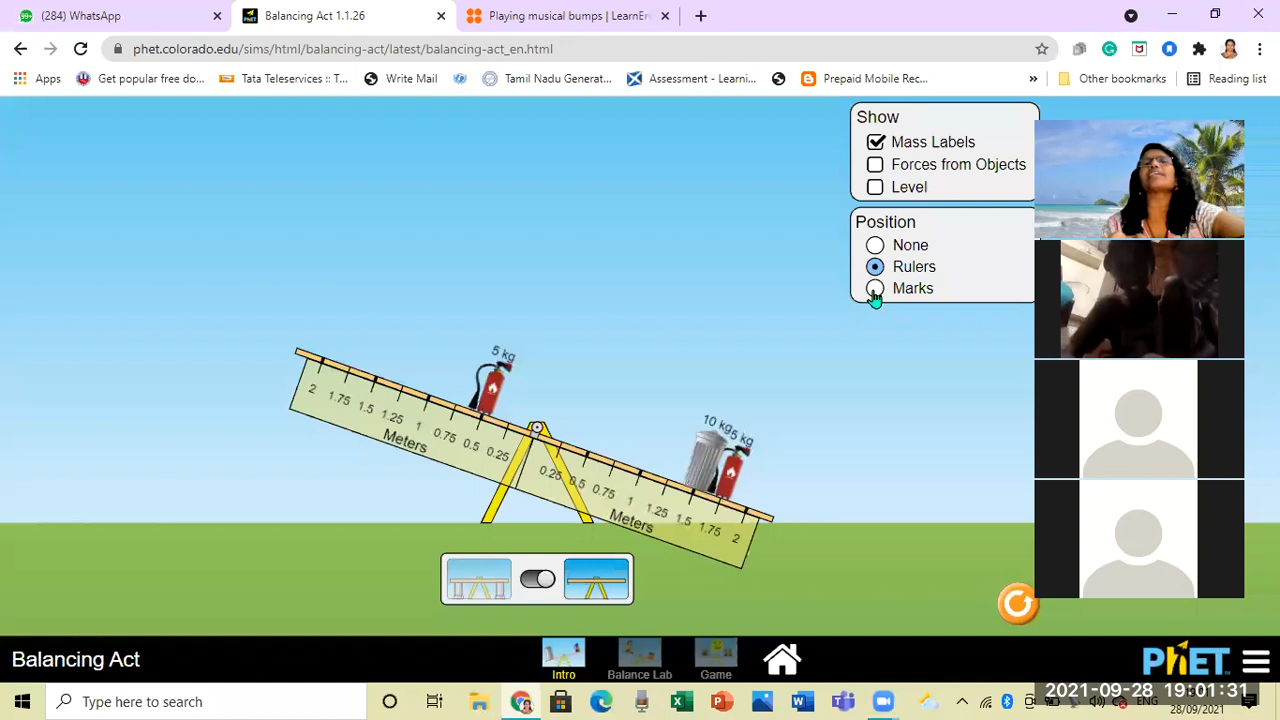 (284) WhatsApp
Balancing Act 1.1.26
Playing musical bumps | LearnEn
phet.colorado.edu/sims/html/balancing-act/latest/balancing-act_en.html
Apps
Get popular free do...
Tata Teleservices :: T...
Write Mail
Tamil Nadu Generat...
Assessment - Learni...
Prepaid Mobile Rec...
»
Other bookmarks
Reading list
Show
Mass Labels
Forces from Objects
Level
Position
None
Rulers
Marks
5 kg
10 kg
5 kg
2 1.75 1.5 1.25 1 0.75 0.5 0.25
Meters
0.25 0.5 0.75 1 1.25 1.5 1.75 2
Meters
Balancing Act
Intro
Balance Lab
Game
PhET
Type here to search
ENG
2021-09-28 19:01:31
28/09/2021